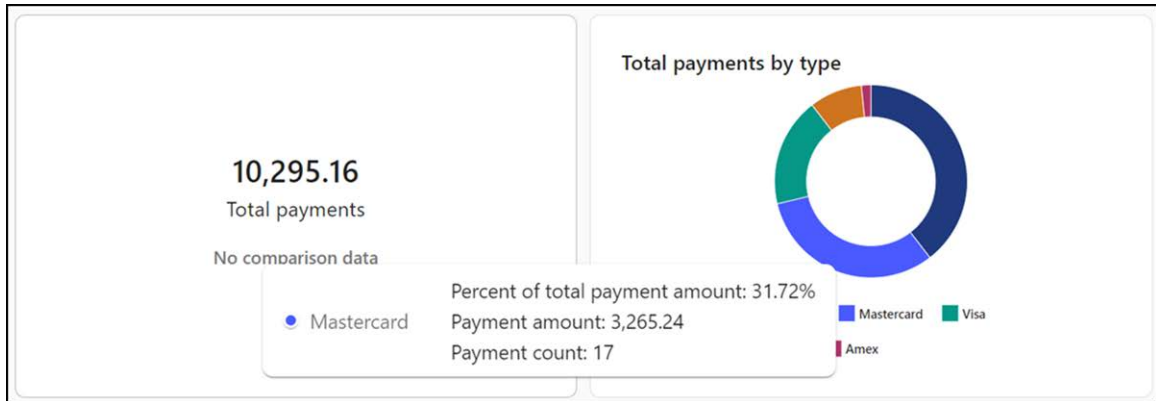 10,295.16
Total payments
No comparison data
Total payments by type
Mastercard
Percent of total payment amount: 31.72%
Payment amount: 3,265.24
Payment count: 17
Mastercard
Visa
Amex